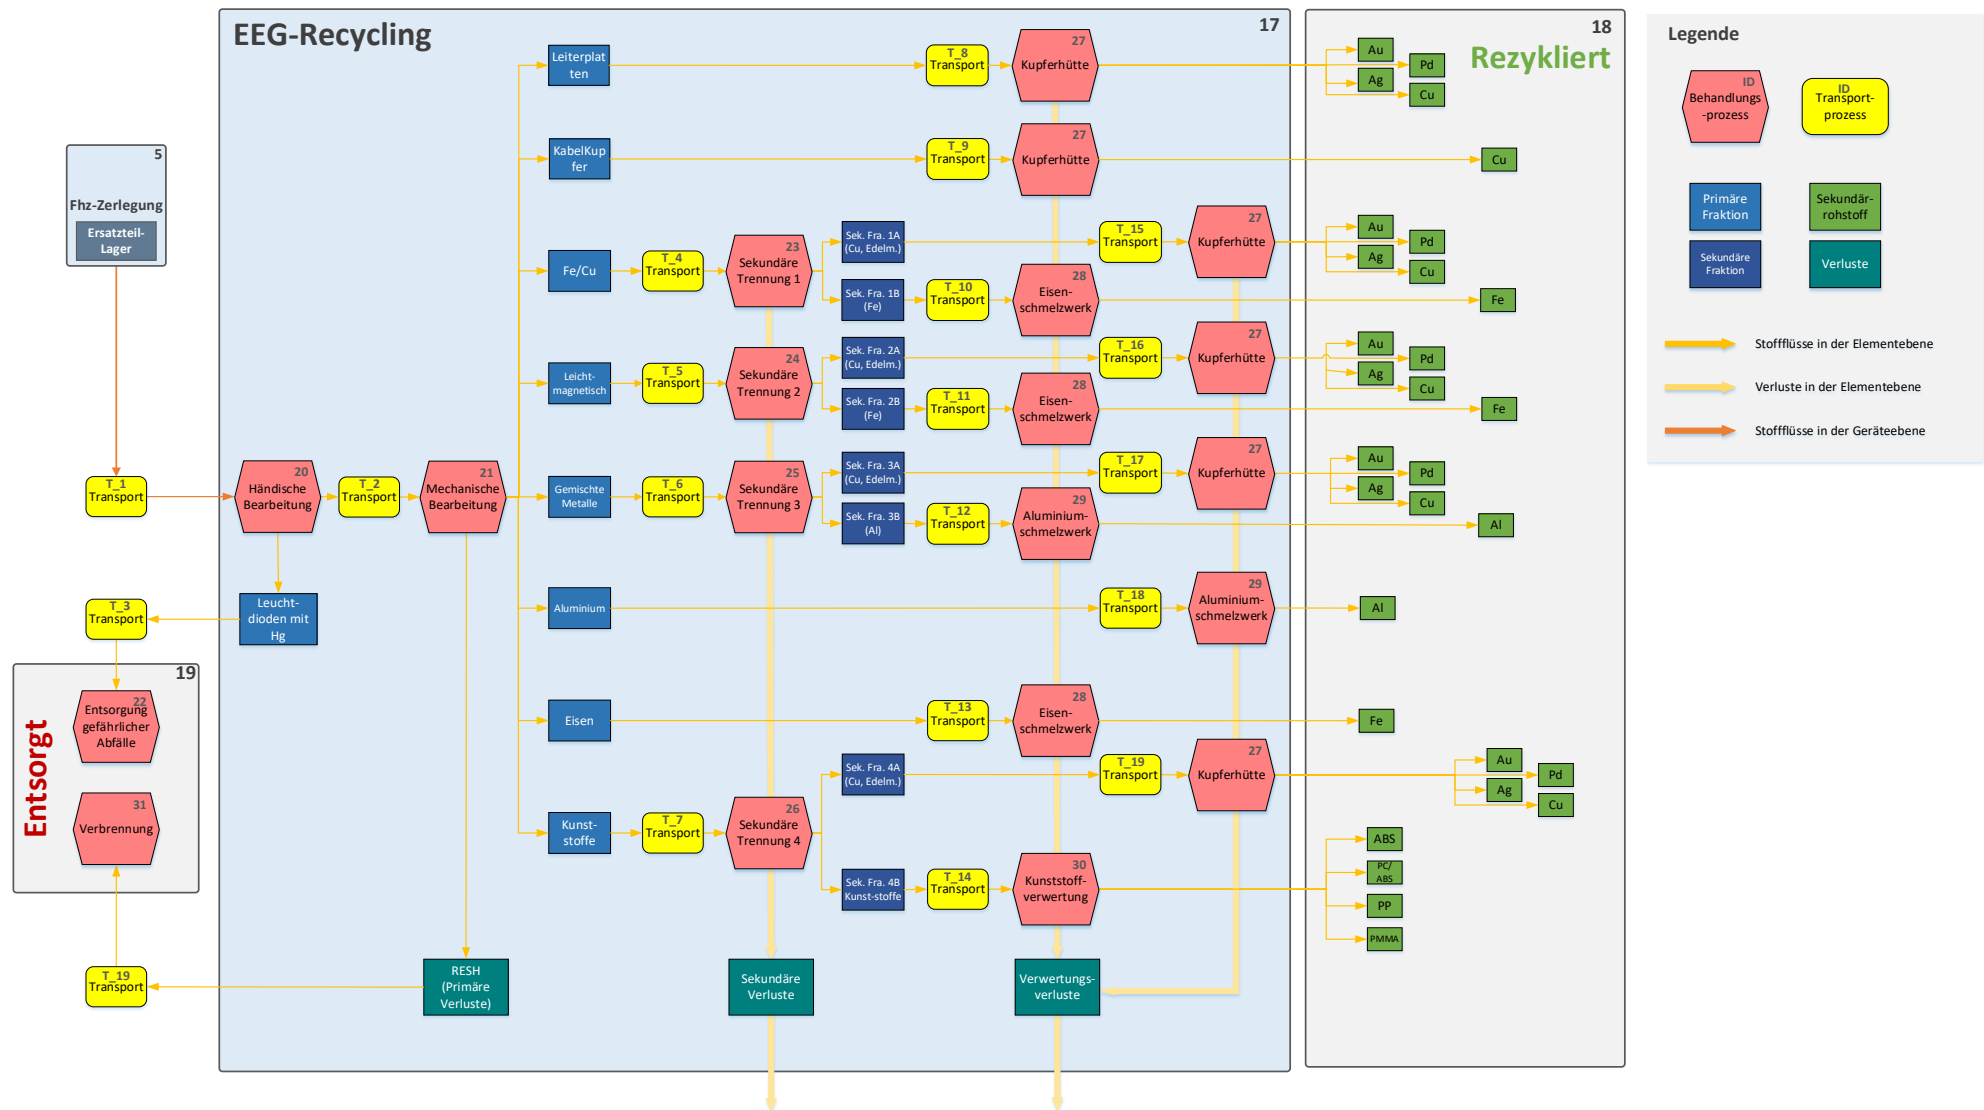 EEG-Recycling
17
18
Rezykliert
Legende
ID
Behandlungs
-prozess
ID
Transport-
prozess
Primäre
Fraktion
Sekundär-
rohstoff
Sekundäre
Fraktion
Verluste
Stoffflüsse in der Elementebene
Verluste in der Elementebene
Stoffflüsse in der Geräteebene
5
Fhz-Zerlegung
Ersatzteil-
Lager
T_1
Transport
20
Händische
Bearbeitung
T_2
Transport
21
Mechanische
Bearbeitung
Leucht-
dioden mit
Hg
T_3
Transport
19
Entsorgt
22
Entsorgung
gefährlicher
Abfälle
31
Verbrennung
T_19
Transport
RESH
(Primäre
Verluste)
Leiterplat
ten
T_8
Transport
27
Kupferhütte
Au
Pd
Ag
Cu
KabelKup
fer
T_9
Transport
27
Kupferhütte
Cu
Fe/Cu
T_4
Transport
23
Sekundäre
Trennung 1
Sek. Fra. 1A
(Cu, Edelm.)
T_15
Transport
27
Kupferhütte
Au
Pd
Ag
Cu
Sek. Fra. 1B
(Fe)
T_10
Transport
28
Eisen-
schmelzwerk
Fe
Leicht-
magnetisch
T_5
Transport
24
Sekundäre
Trennung 2
Sek. Fra. 2A
(Cu, Edelm.)
T_16
Transport
27
Kupferhütte
Au
Pd
Ag
Cu
Sek. Fra. 2B
(Fe)
T_11
Transport
28
Eisen-
schmelzwerk
Fe
Gemischte
Metalle
T_6
Transport
25
Sekundäre
Trennung 3
Sek. Fra. 3A
(Cu, Edelm.)
T_17
Transport
27
Kupferhütte
Au
Pd
Ag
Cu
Sek. Fra. 3B
(Al)
T_12
Transport
29
Aluminium-
schmelzwerk
Al
Aluminium
T_18
Transport
29
Aluminium-
schmelzwerk
Al
Eisen
T_13
Transport
28
Eisen-
schmelzwerk
Fe
Kunst-
stoffe
T_7
Transport
26
Sekundäre
Trennung 4
Sek. Fra. 4A
(Cu, Edelm.)
T_19
Transport
27
Kupferhütte
Au
Pd
Ag
Cu
Sek. Fra. 4B
Kunst-stoffe
T_14
Transport
30
Kunststoff-
verwertung
ABS
PC/
ABS
PP
PMMA
Sekundäre
Verluste
Verwertungs-
verluste